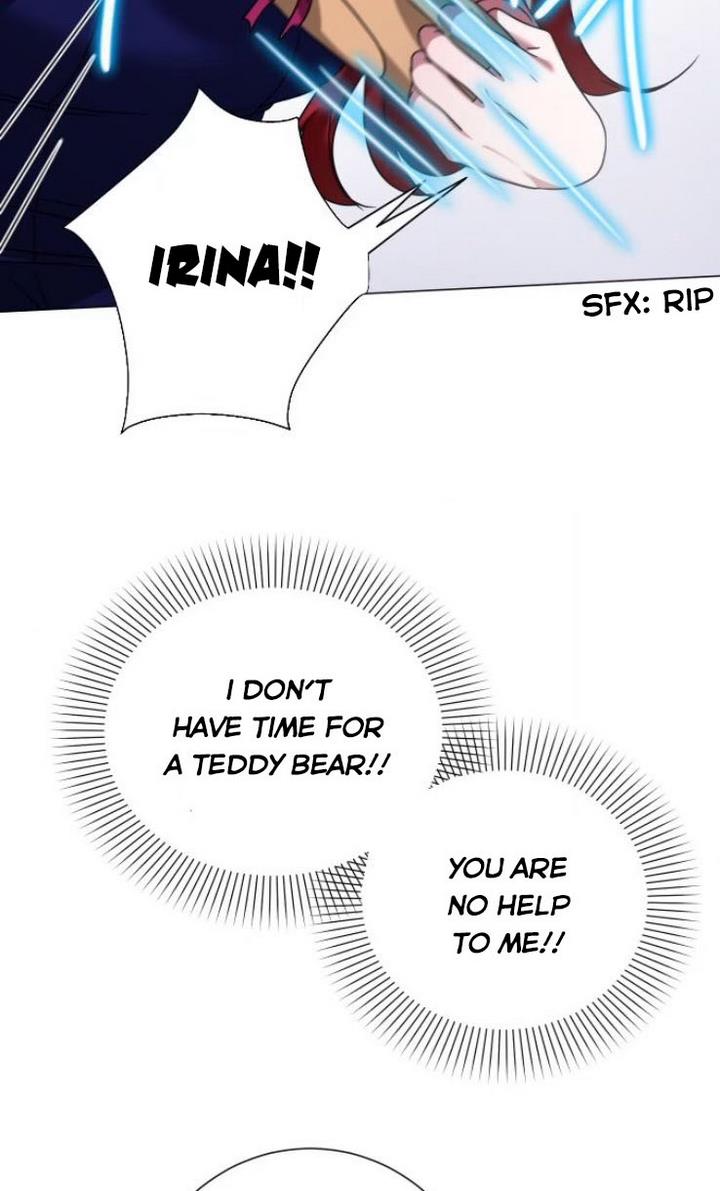 IRINA!!
SFX: RIP
I DON'T
HAVE TIME FOR
A TEDDY BEAR!!
YOU ARE
NO HELP
TO ME!!